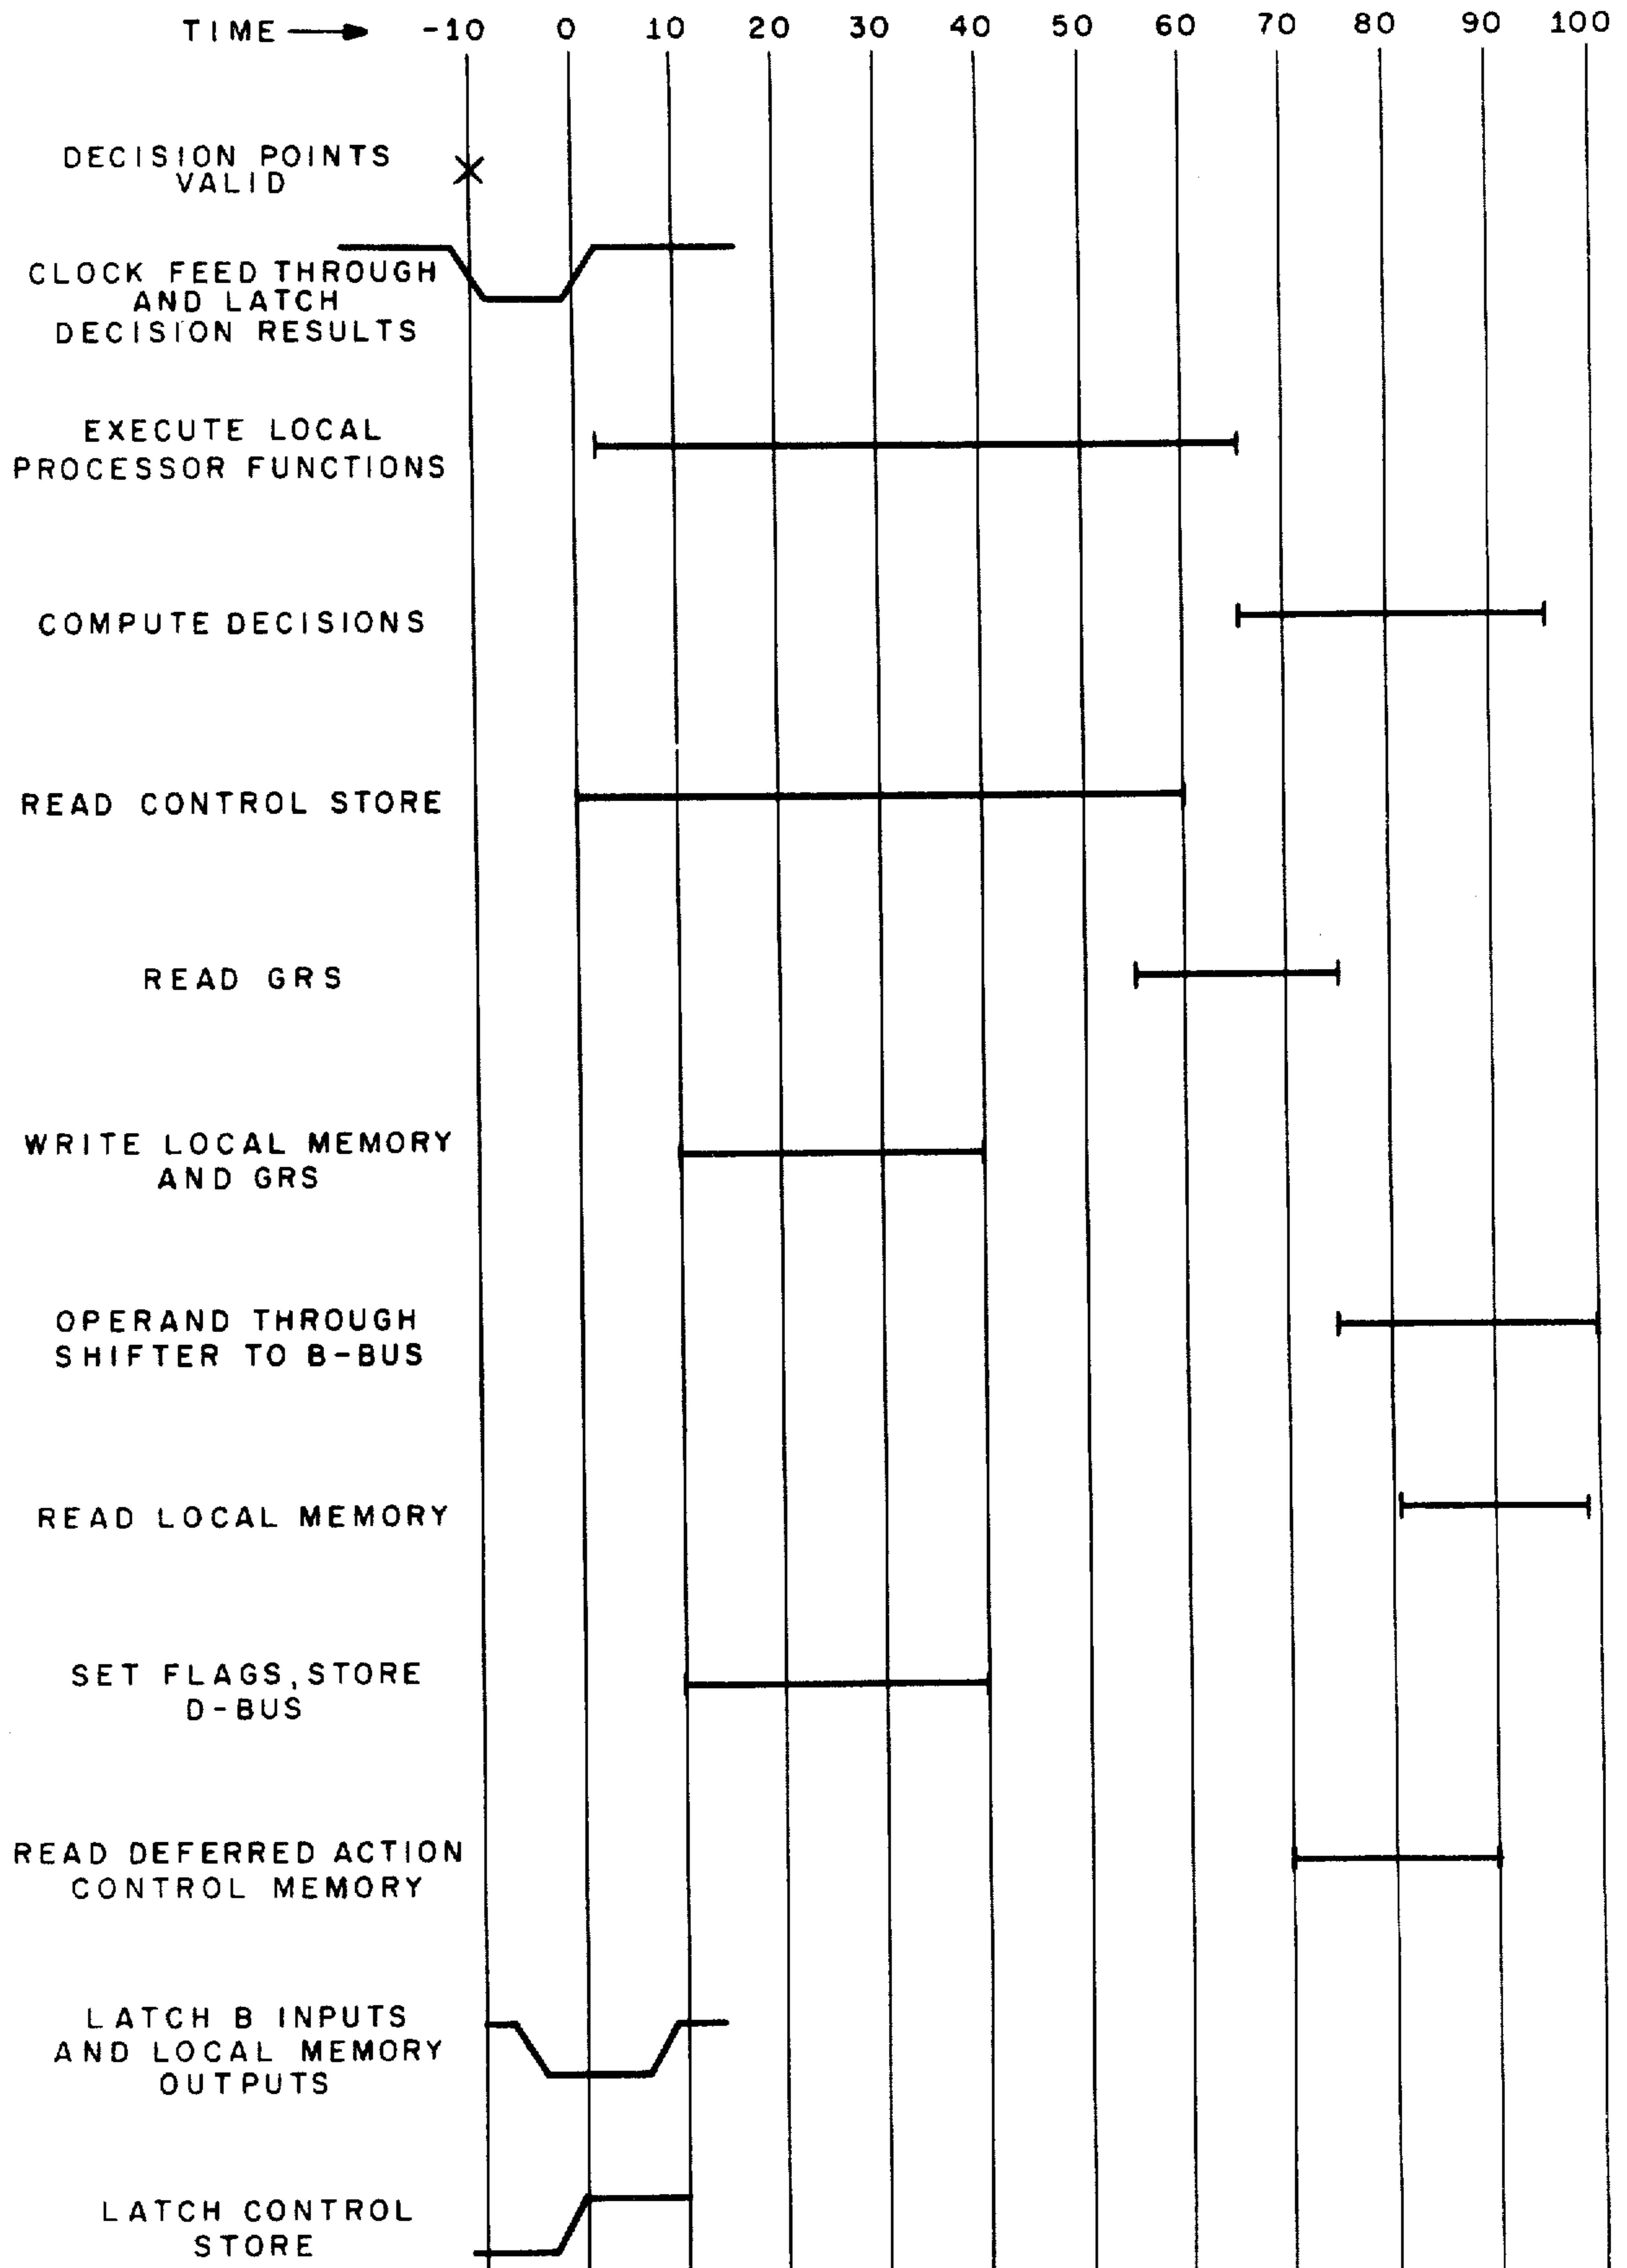 TIME -10 0 10 20 30 40 50 60 70 80 90 100
DECISION POINTS
VALID
CLOCK FEED THROUGH
AND LATCH
DECISION RESULTS
EXECUTE LOCAL
PROCESSOR FUNCTIONS
COMPUTE DECISIONS
READ CONTROL STORE
READ GRS
WRITE LOCAL MEMORY
AND GRS
OPERAND THROUGH
SHIFTER TO B-BUS
READ LOCAL MEMORY
SET FLAGS, STORE
D-BUS
READ DEFERRED ACTION
CONTROL MEMORY
LATCH B INPUTS
AND LOCAL MEMORY
OUTPUTS
LATCH CONTROL
STORE